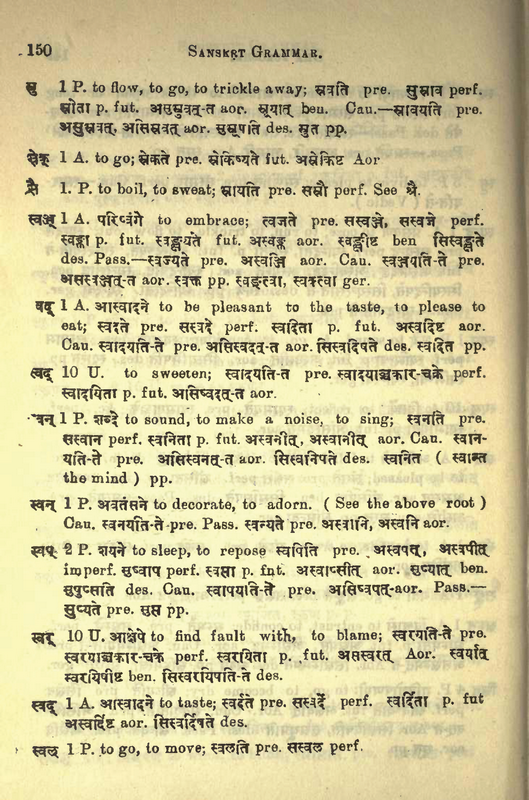 150 SANSKRT GRAMMAR.
स्रु 1 P. to flow, to go, to trickle away; स्रवति pre. सुस्राव perf.
स्रोता p. fut. असुस्रुवत्-त aor. स्रूयात् ben. Cau.—स्रावयति pre.
असुस्रवत्, असिस्रवत् aor. सुस्रूषति des. स्रुत pp.
स्रेक् 1 A. to go; स्रेकते pre. स्रेकिष्यते fut. अस्रेकिष्ट Aor
स्रै 1. P. to boil, to sweat; स्रायति pre. सस्रौ perf. See श्रै.
स्वञ्ज् 1 A. परिष्वंगे to embrace; स्वजते pre. सस्वञ्जे, सस्वजे perf.
स्वङ्क्ता p. fut. स्वङ्क्ष्यते fut. अस्वङ्क्त aor. स्वङ्क्षीष्ट ben सिस्वङ्क्षते
des. Pass.—स्वज्यते pre. अस्वञ्जि aor. Cau. स्वञ्जयति-ते pre.
असस्वञ्जत्-त aor. स्वक्त pp. स्वङ्क्त्वा, स्वक्त्वा ger.
स्वद् 1 A. आस्वादने to be pleasant to the taste, to please to
eat; स्वदते pre. सस्वदे perf. स्वदिता p. fut. अस्वदिष्ट aor.
Cau. स्वादयति-ते pre. असिस्वदत्-त aor. सिस्वदिषते des. स्वदित pp.
स्वद् 10 U. to sweeten; स्वादयति-त pre. स्वादयाञ्चकार-चक्रे perf.
स्वादयिता p. fut. असिष्वदत्-त aor.
स्वन् 1 P. शब्दे to sound, to make a noise, to sing; स्वनति pre.
सस्वान perf. स्वनिता p. fut. अस्वनीत्, अस्वानीत् aor. Cau. स्वान-
यति-ते pre. असिस्वनत्-त aor. सिस्वनिषते des. स्वनित ( स्वान्त
the mind ) pp.
स्वन् 1 P. अवतंसने to decorate, to adorn. ( See the above root )
Cau. स्वनयति-ते pre. Pass. स्वन्यते pre. अस्वानि, अस्वनि aor.
स्वप् 2 P. शयने to sleep, to repose स्वपिति pre. अस्वपत्, अस्वपीत्
imperf. सुष्वाप perf. स्वप्ता p. fnt. अस्वाप्सीत् aor. सुप्यात् ben.
सुषुप्सति des. Cau. स्वापयति-ते pre. असिष्वपत्-aor. Pass.—
सुप्यते pre. सुप्त pp.
स्वर् 10 U. आक्षेपे to find fault with, to blame; स्वरयति-ते pre.
स्वरयाञ्चकार-चक्रे perf. स्वरयिता p. fut. असस्वरत् Aor. स्वर्यात्
स्वरयिषीष्ट ben. सिस्वरयिषति-ते des.
स्वर्द् 1 A. आस्वादने to taste; स्वर्दते pre. सस्वर्दे perf. स्वर्दिता p. fut
अस्वर्दिष्ट aor. सिस्वर्दिषते des.
स्वल् 1 P. to go, to move; स्वलति pre. सस्वल perf.